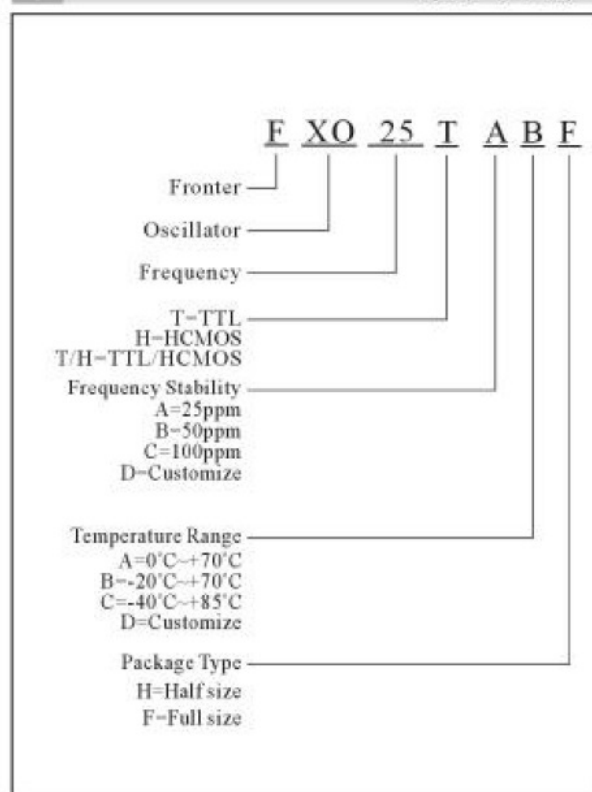 F XO 25 T A B F
Fronter
Oscillator
Frequency
T=TTL
H=HCMOS
T/H=TTL/HCMOS
Frequency Stability
A=25ppm
B=50ppm
C=100ppm
D=Customize
Temperature Range
A=0°C~+70°C
B=-20°C~+70°C
C=-40°C~+85°C
D=Customize
Package Type
H=Half size
F=Full size